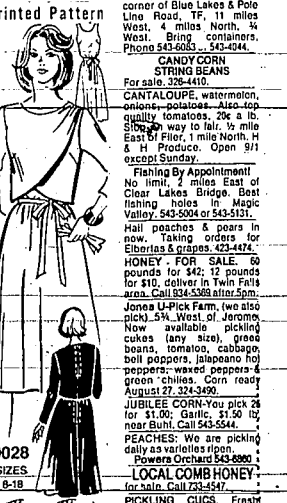 Printed Pattern
0028
SIZES
8-18
corner of Blue Lakes & Pole
Line Road, TF, 11 miles
West, 4 miles North, ¾
West. Bring containers.
Phone 543-6083 ... 543-4044.
CANDY CORN
STRING BEANS
For sale. 326-4410.
CANTALOUPE, watermelon,
onions, potatoes. Also top
quality tomatoes, 20¢ a lb.
Stop on way to fair. ½ mile
East of Filer, 1 mile North. H
& H Produce. Open 9/1
except Sunday.
Fishing By Appointment!
No limit, 2 miles East of
Clear Lakes Bridge. Best
fishing holes in Magic
Valley. 543-5004 or 543-5131.
Hail peaches & pears in
now. Taking orders for
Elbertas & grapes. 423-4474.
HONEY - FOR SALE. 60
pounds for $42; 12 pounds
for $10, deliver in Twin Falls
area. Call 934-5369 after 5pm.
Jones U-Pick Farm, (we also
pick) 5¾ West of Jerome.
Now available pickling
cukes (any size), green
beans, tomatoo, cabbage,
bell peppers, jalapeano hot
peppers, waxed peppers &
green chilies. Corn ready
August 27. 324-3490.
JUBILEE CORN-You pick 25
for $1.00; Garlic, $1.50 lb
near Buhl. Call 543-5544.
PEACHES: We are picking
daily as varieties ripen.
Powers Orchard 543-6960
LOCAL COMB HONEY
for sale. Call 733-4547.
PICKLING CUCS. Fresh